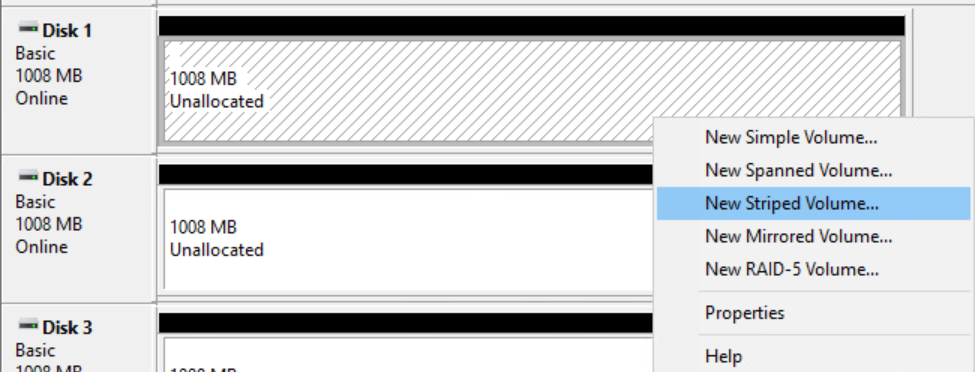 Disk 1
Basic
1008 MB
Online
1008 MB
Unallocated
Disk 2
Basic
1008 MB
Online
1008 MB
Unallocated
Disk 3
Basic
1008 MB
1008 MB
New Simple Volume...
New Spanned Volume...
New Striped Volume...
New Mirrored Volume...
New RAID-5 Volume...
Properties
Help